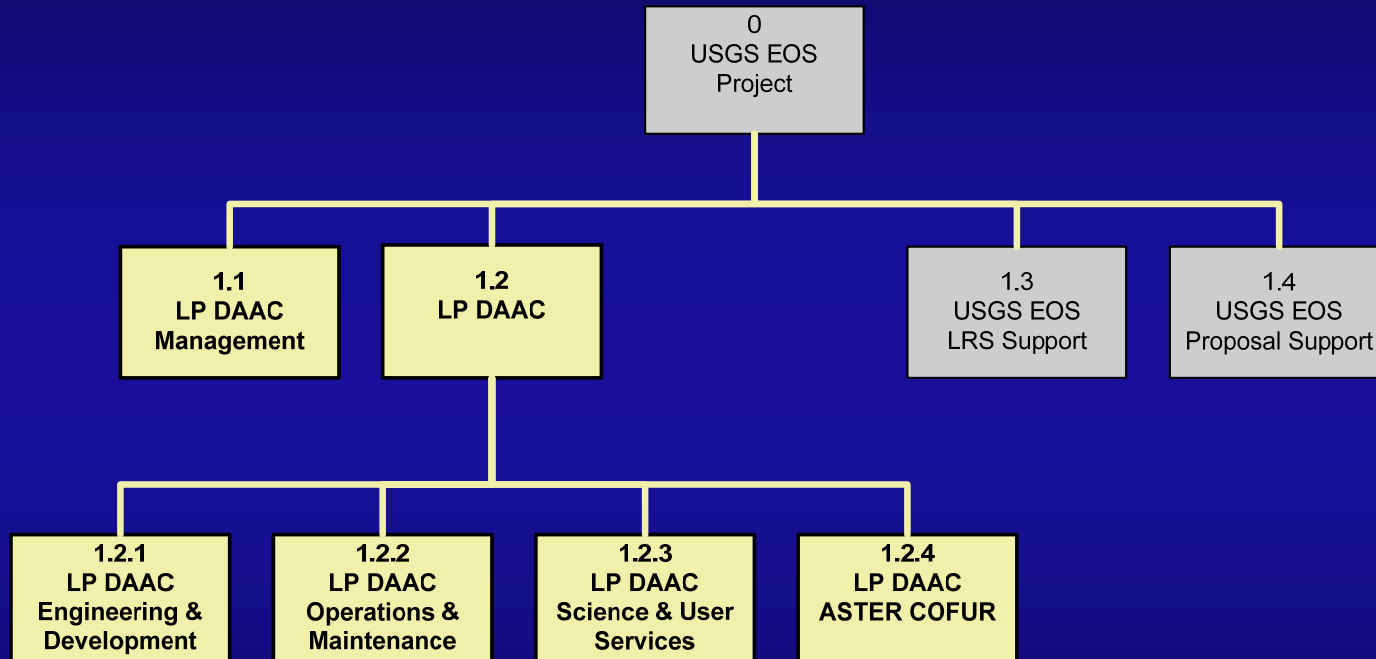 0
USGS EOS
Project
1.1
LP DAAC
Management
1.2
LP DAAC
1.3
USGS EOS
LRS Support
1.4
USGS EOS
Proposal Support
1.2.1
LP DAAC
Engineering &
Development
1.2.2
LP DAAC
Operations &
Maintenance
1.2.3
LP DAAC
Science & User
Services
1.2.4
LP DAAC
ASTER COFUR